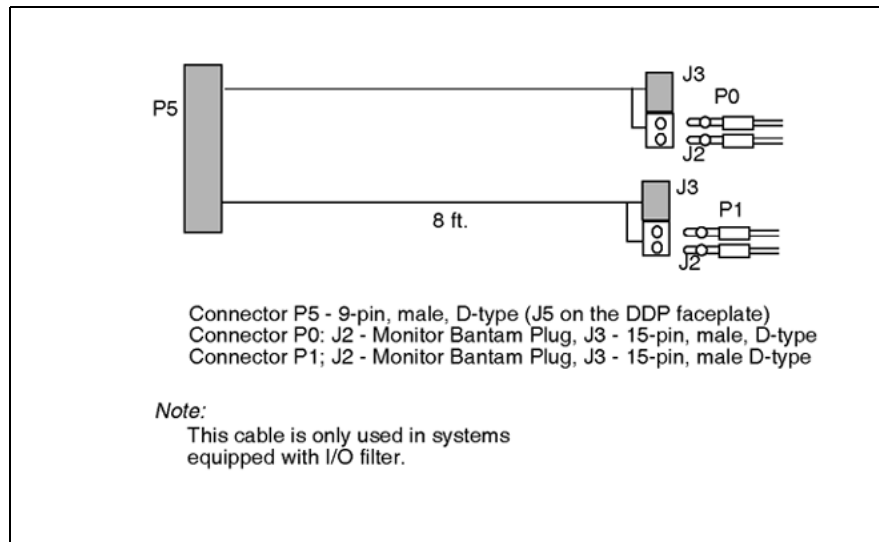 J3
P0
P5
J2
J3
P1
8 ft.
J2
Connector P5 - 9-pin, male, D-type (J5 on the DDP faceplate)
Connector P0: J2 - Monitor Bantam Plug, J3 - 15-pin, male, D-type
Connector P1; J2 - Monitor Bantam Plug, J3 - 15-pin, male D-type
Note:
This cable is only used in systems
equipped with I/O filter.